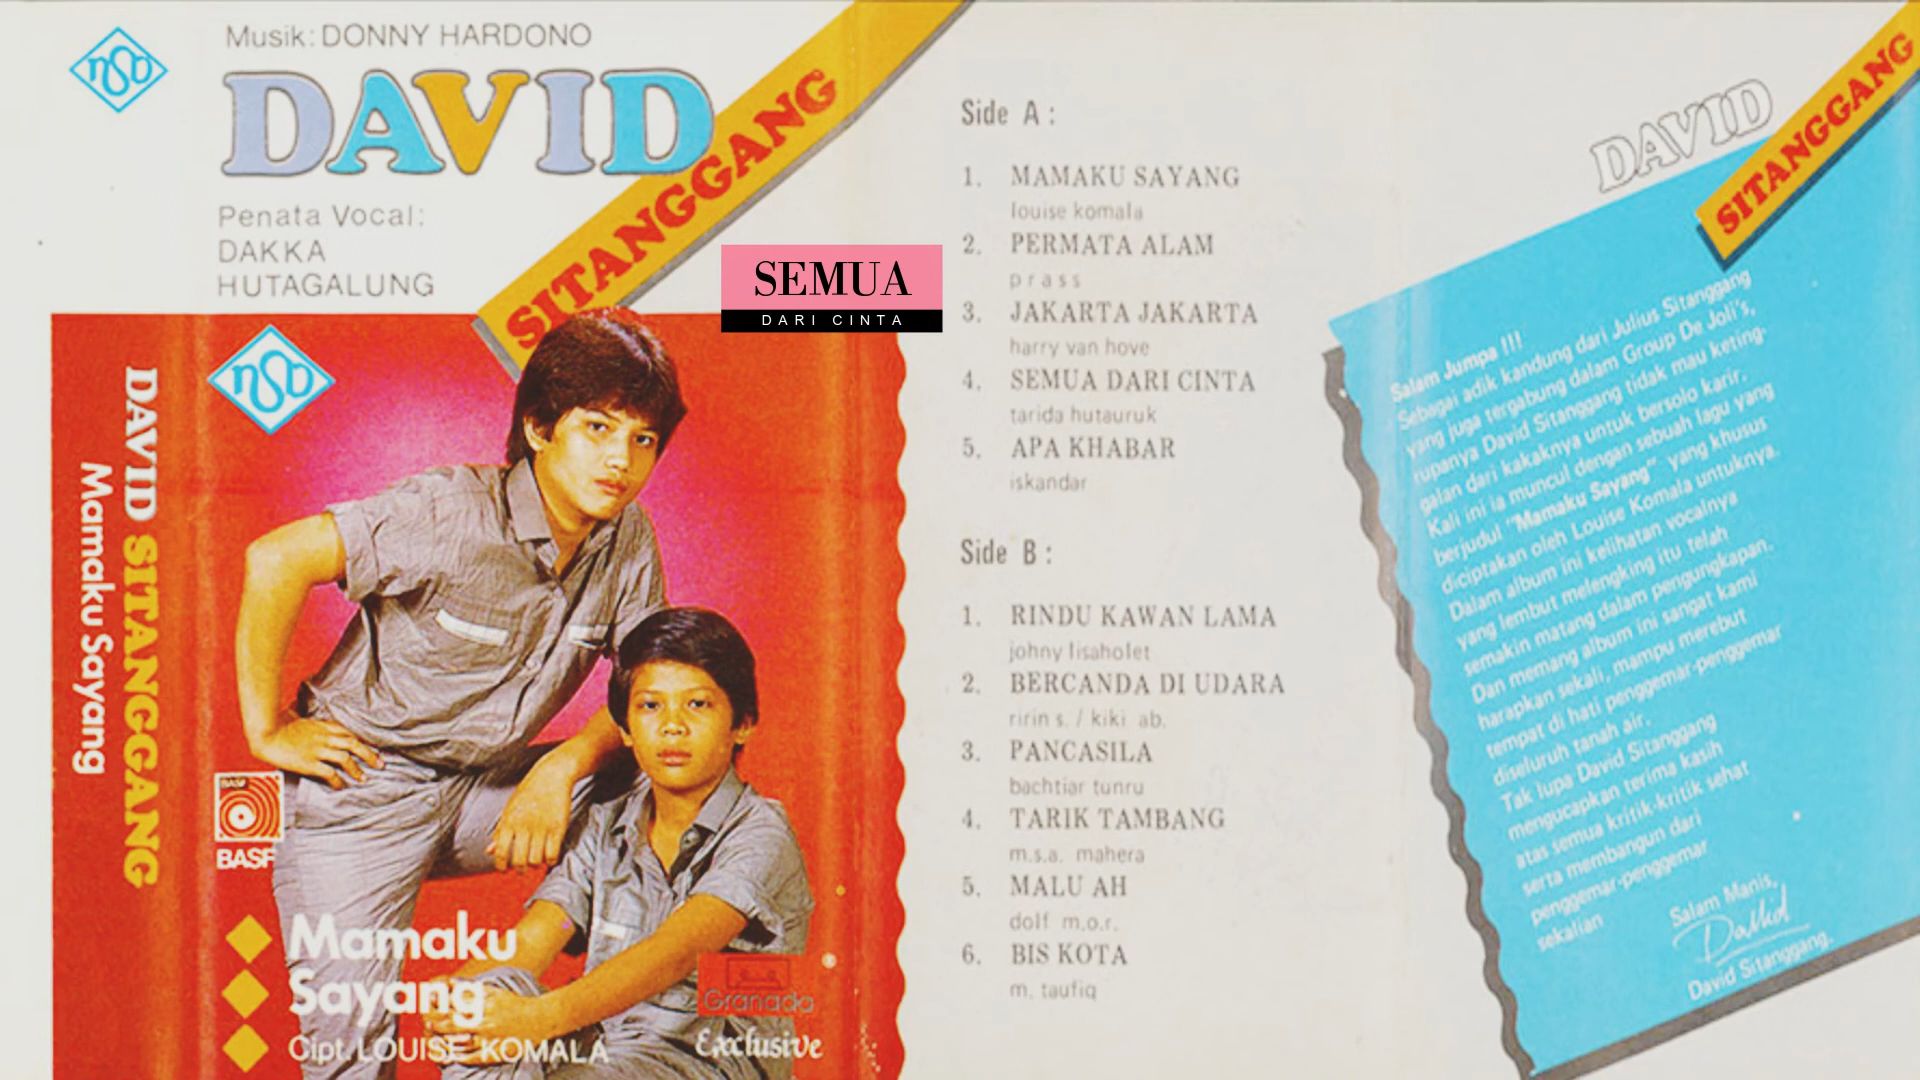 nsb
Musik: DONNY HARDONO
DAVID
SITANGGANG
Penata Vocal:
DAKKA
HUTAGALUNG
SEMUA
DARI CINTA
nsb
DAVID SITANGGANG
Mamaku Sayang
BASF
BASF
Mamaku
Sayang
Cipt. LOUISE KOMALA
Granada
Exclusive
Side A :
1. MAMAKU SAYANG
louise komala
2. PERMATA ALAM
prass
3. JAKARTA JAKARTA
harry van hove
4. SEMUA DARI CINTA
tarida hutauruk
5. APA KHABAR
iskandar
Side B :
1. RINDU KAWAN LAMA
johny lisaholet
2. BERCANDA DI UDARA
ririn s. / kiki ab.
3. PANCASILA
bachtiar tunru
4. TARIK TAMBANG
m.s.a. mahera
5. MALU AH
dolf m.o.r.
6. BIS KOTA
m. taufiq
DAVID
SITANGGANG
Salam Jumpa !!!
Sebagai adik kandung dari Julius Sitanggang
yang juga tergabung dalam Group De Joli's,
rupanya David Sitanggang tidak mau keting-
galan dari kakaknya untuk bersolo karir.
Kali ini ia muncul dengan sebuah lagu yang
berjudul "Mamaku Sayang" yang khusus
diciptakan oleh Louise Komala untuknya.
Dalam album ini kelihatan vocalnya
yang lembut melengking itu telah
semakin matang dalam pengungkapan.
Dan memang album ini sangat kami
harapkan sekali, mampu merebut
tempat di hati penggemar-penggemar
diseluruh tanah air.
Tak lupa David Sitanggang
mengucapkan terima kasih
atas semua kritik-kritik sehat
serta membangun dari
penggemar-penggemar
sekalian
Salam Manis,
David
David Sitanggang.